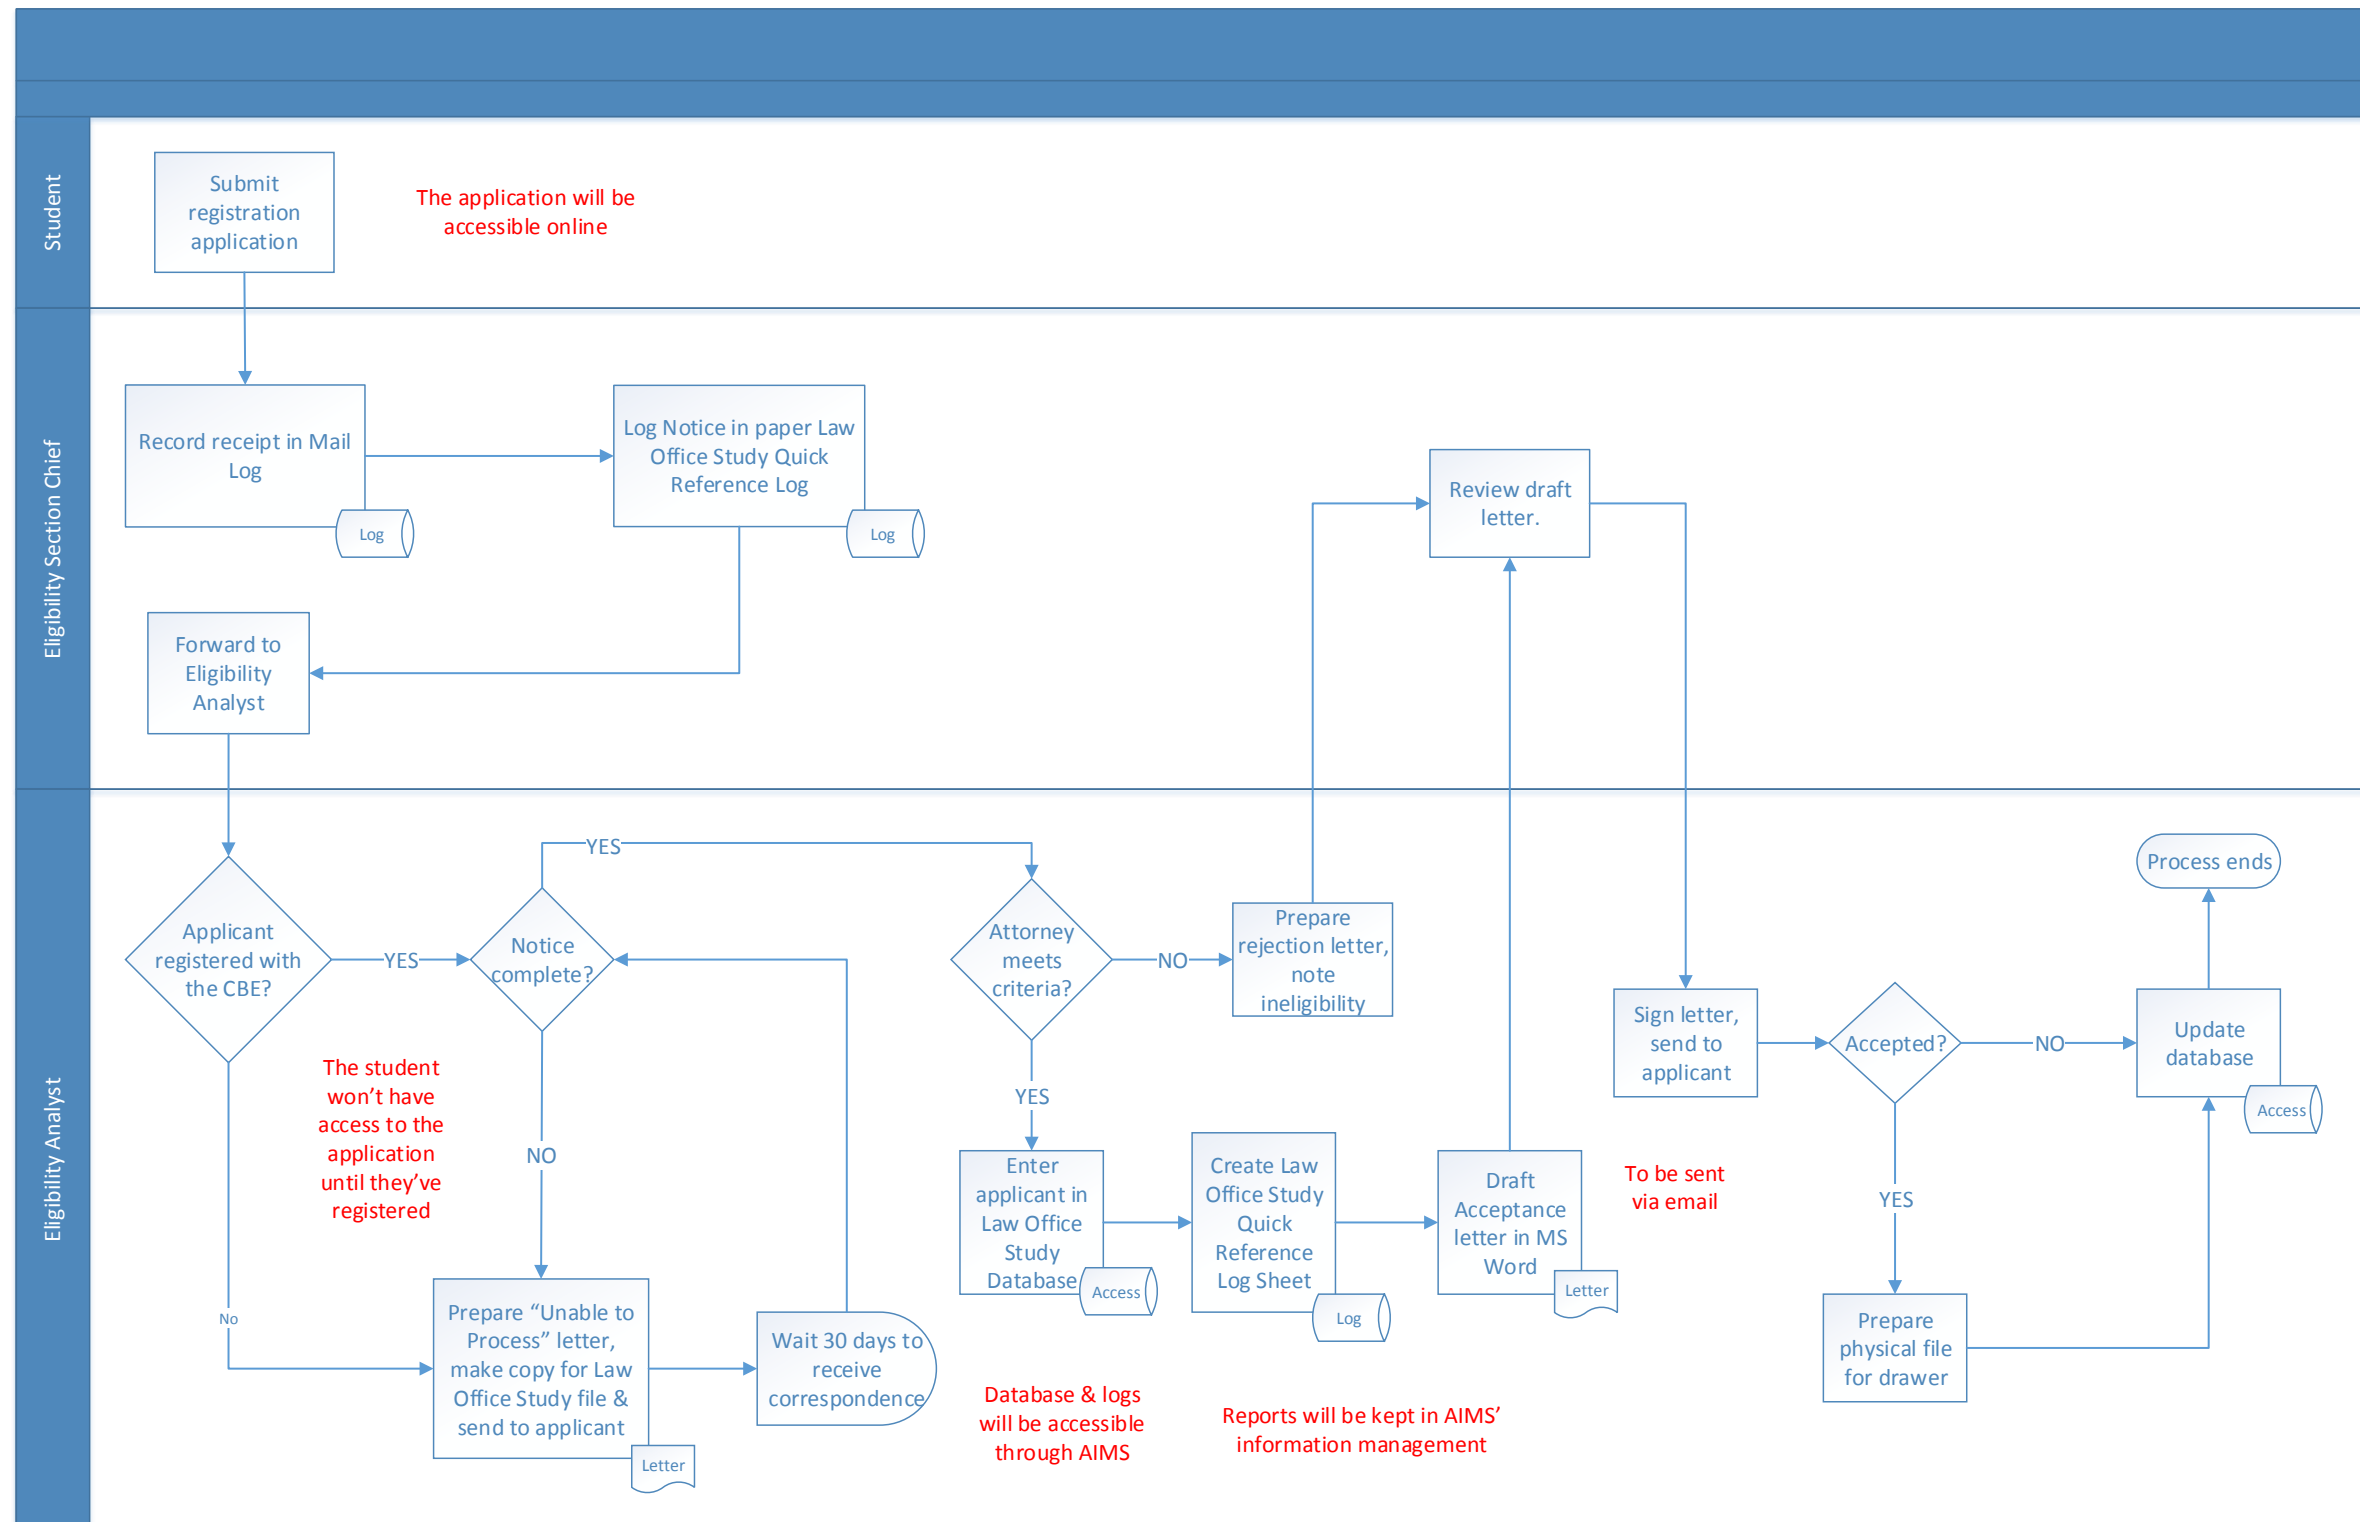 Student
Submit
registration
application
The application will be
accessible online
Eligibility Section Chief
Record receipt in Mail
Log
Log
Log Notice in paper Law
Office Study Quick
Reference Log
Log
Review draft
letter.
Forward to
Eligibility
Analyst
Eligibility Analyst
Applicant
registered with
the CBE?
YES
No
Notice
complete?
YES
NO
The student
won’t have
access to the
application
until they’ve
registered
Prepare “Unable to
Process” letter,
make copy for Law
Office Study file &
send to applicant
Letter
Wait 30 days to
receive
correspondence
Attorney
meets
criteria?
NO
YES
Prepare
rejection letter,
note
ineligibility
Enter
applicant in
Law Office
Study
Database
Access
Create Law
Office Study
Quick
Reference
Log Sheet
Log
Draft
Acceptance
letter in MS
Word
Letter
Database & logs
will be accessible
through AIMS
Reports will be kept in AIMS’
information management
Sign letter,
send to
applicant
To be sent
via email
Accepted?
NO
YES
Prepare
physical file
for drawer
Update
database
Access
Process ends